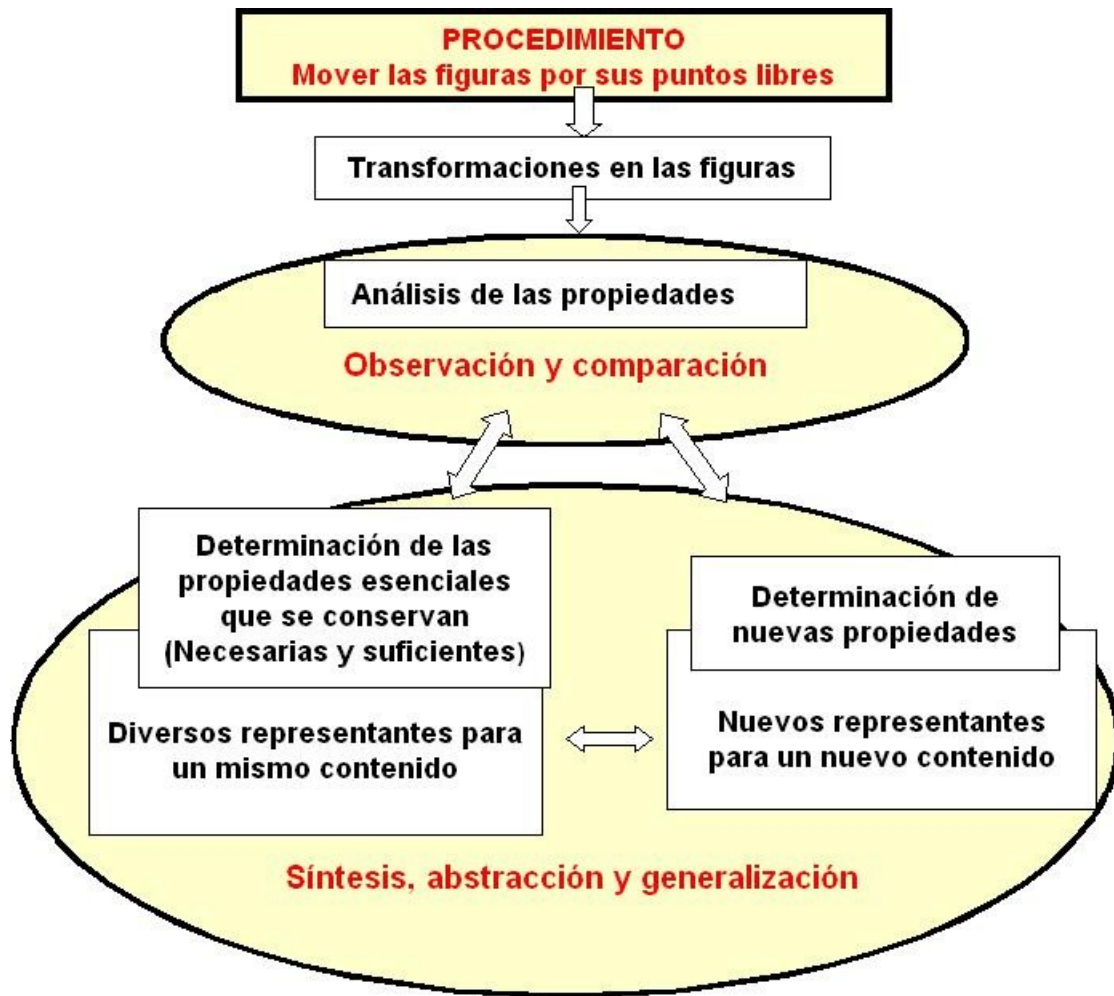 PROCEDIMIENTO
Mover las figuras por sus puntos libres
Transformaciones en las figuras
Análisis de las propiedades
Observación y comparación
Determinación de las
propiedades esenciales
que se conservan
(Necesarias y suficientes)
Diversos representantes para
un mismo contenido
Determinación de
nuevas propiedades
Nuevos representantes
para un nuevo contenido
Síntesis, abstracción y generalización